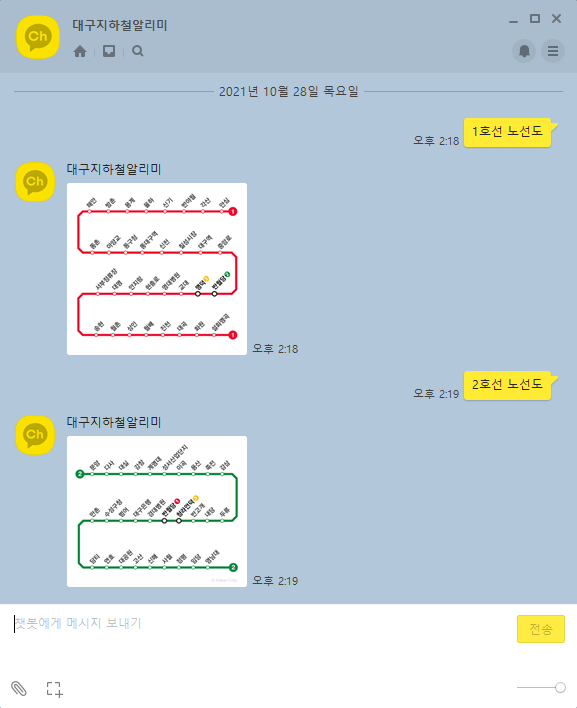 대구지하철알리미
Ch
2021년 10월 28일 목요일
1호선 노선도
오후 2:18
대구지하철알리미
Ch
해안 방촌 용계 율하 신기 반야월 각산 안심 1
동촌 아양교 동구청 동대구역 신천 칠성시장 대구역 중앙로
서부정류장 대명 안지랑 현충로 영대병원 교대 명덕 3 반월당 2
송현 월촌 상인 월배 진천 대곡 화원 설화명곡 1
오후 2:18
2호선 노선도
오후 2:19
대구지하철알리미
Ch
2 문양 다사 대실 강창 계명대 성서산업단지 이곡 용산 죽전 감삼
만촌 수성구청 범어 대구은행 경대병원 반월당 1 청라언덕 3 반고개 내당 두류
담티 연호 대공원 고산 신매 사월 정평 임당 영남대 2
오후 2:19
챗봇에게 메시지 보내기
전송